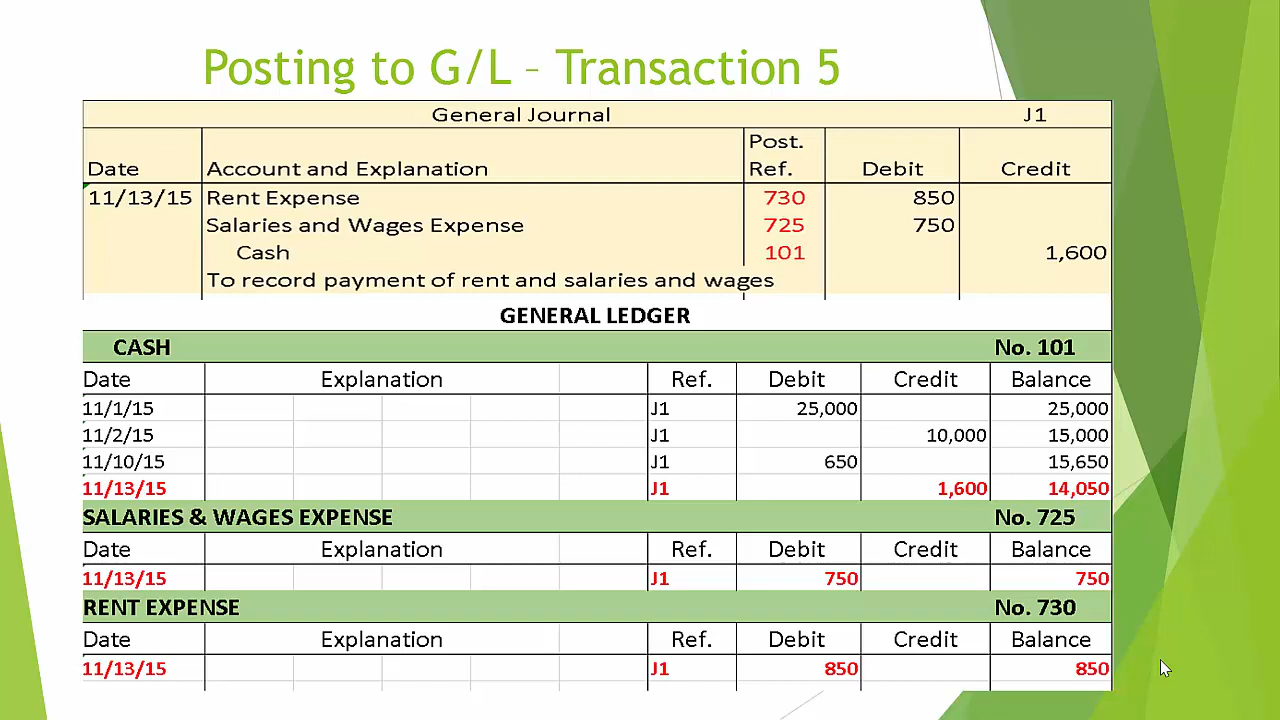 Posting to G/L – Transaction 5
General Journal J1
Post.
Date Account and Explanation Ref. Debit Credit
11/13/15 Rent Expense 730 850
Salaries and Wages Expense 725 750
Cash 101 1,600
To record payment of rent and salaries and wages
GENERAL LEDGER
CASH No. 101
Date Explanation Ref. Debit Credit Balance
11/1/15 J1 25,000 25,000
11/2/15 J1 10,000 15,000
11/10/15 J1 650 15,650
11/13/15 J1 1,600 14,050
SALARIES & WAGES EXPENSE No. 725
Date Explanation Ref. Debit Credit Balance
11/13/15 J1 750 750
RENT EXPENSE No. 730
Date Explanation Ref. Debit Credit Balance
11/13/15 J1 850 850